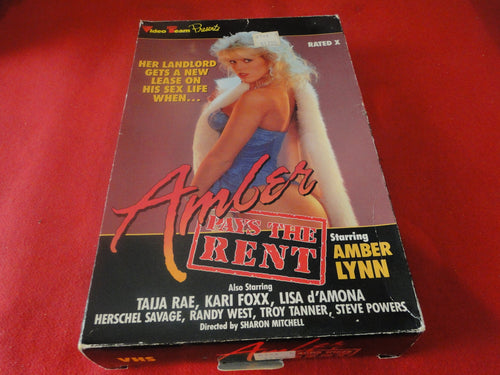 Video Team Presents
RATED X
HER LANDLORD
GETS A NEW
LEASE ON
HIS SEX LIFE
WHEN...
Amber
PAYS THE
RENT
Starring
AMBER
LYNN
Also Starring
TAIJA RAE, KARI FOXX, LISA d'AMONA
HERSCHEL SAVAGE, RANDY WEST, TROY TANNER, STEVE POWERS
Directed by SHARON MITCHELL
VHS
Amber